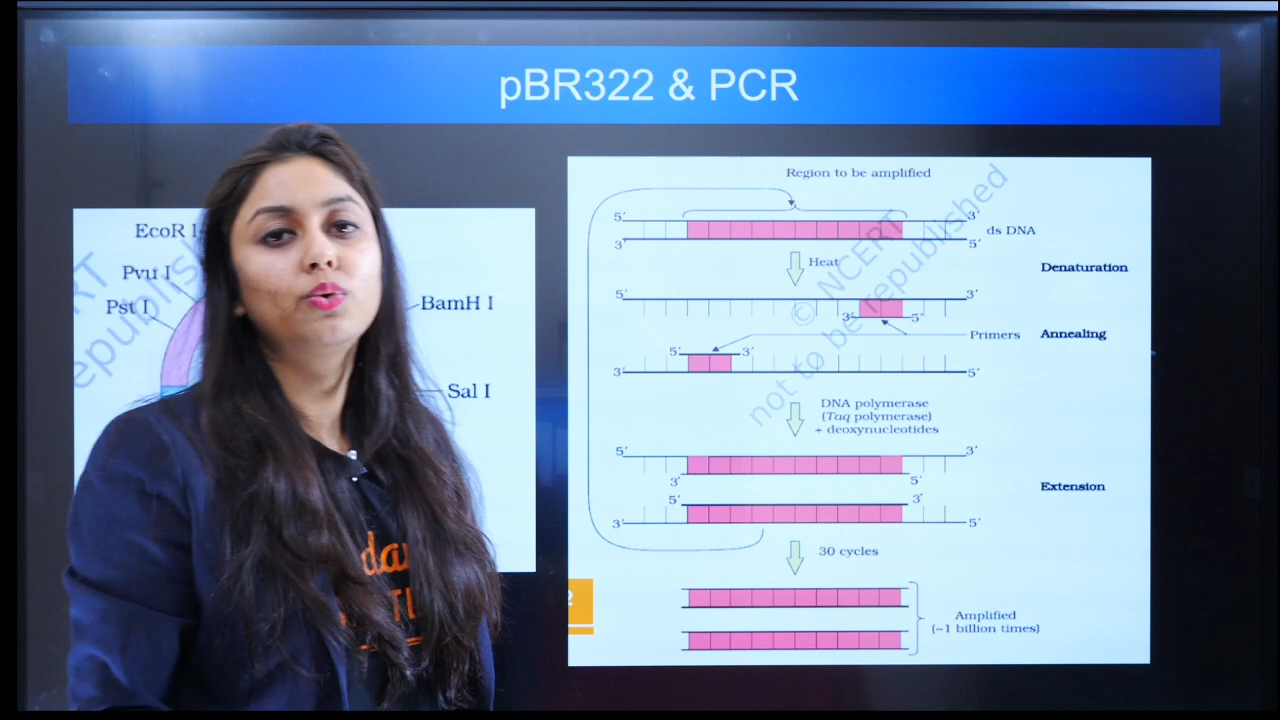 pBR322 & PCR
EcoR I
Pvu I
Pst I
BamH I
Sal I
Region to be amplified
5′
3′
3′
5′
ds DNA
Heat
Denaturation
5′
3′
3′
5′
Primers
Annealing
5′
3′
3′
5′
DNA polymerase
(Taq polymerase)
+ deoxynucleotides
5′
3′
3′
5′
Extension
5′
3′
3′
5′
30 cycles
Amplified
(~1 billion times)
© NCERT
not to be republished